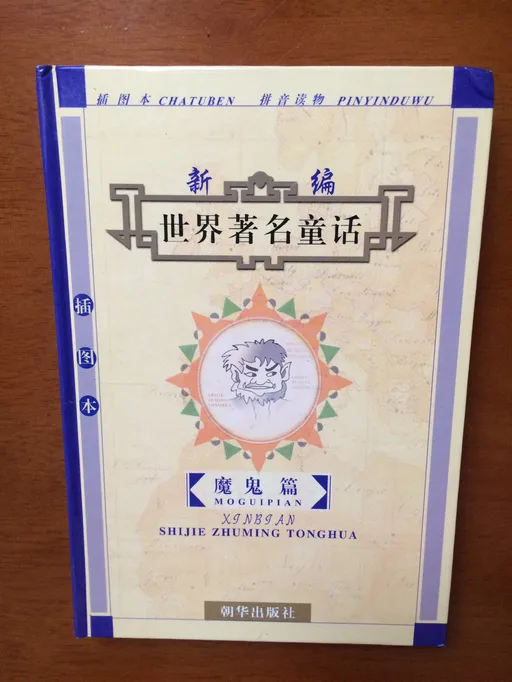 插图本 CHATUBEN 拼音读物 PINYINDUWU
新编
世界著名童话
插图本
魔鬼篇
MOGUIPIAN
XINBIAN
SHIJIE ZHUMING TONGHUA
朝华出版社